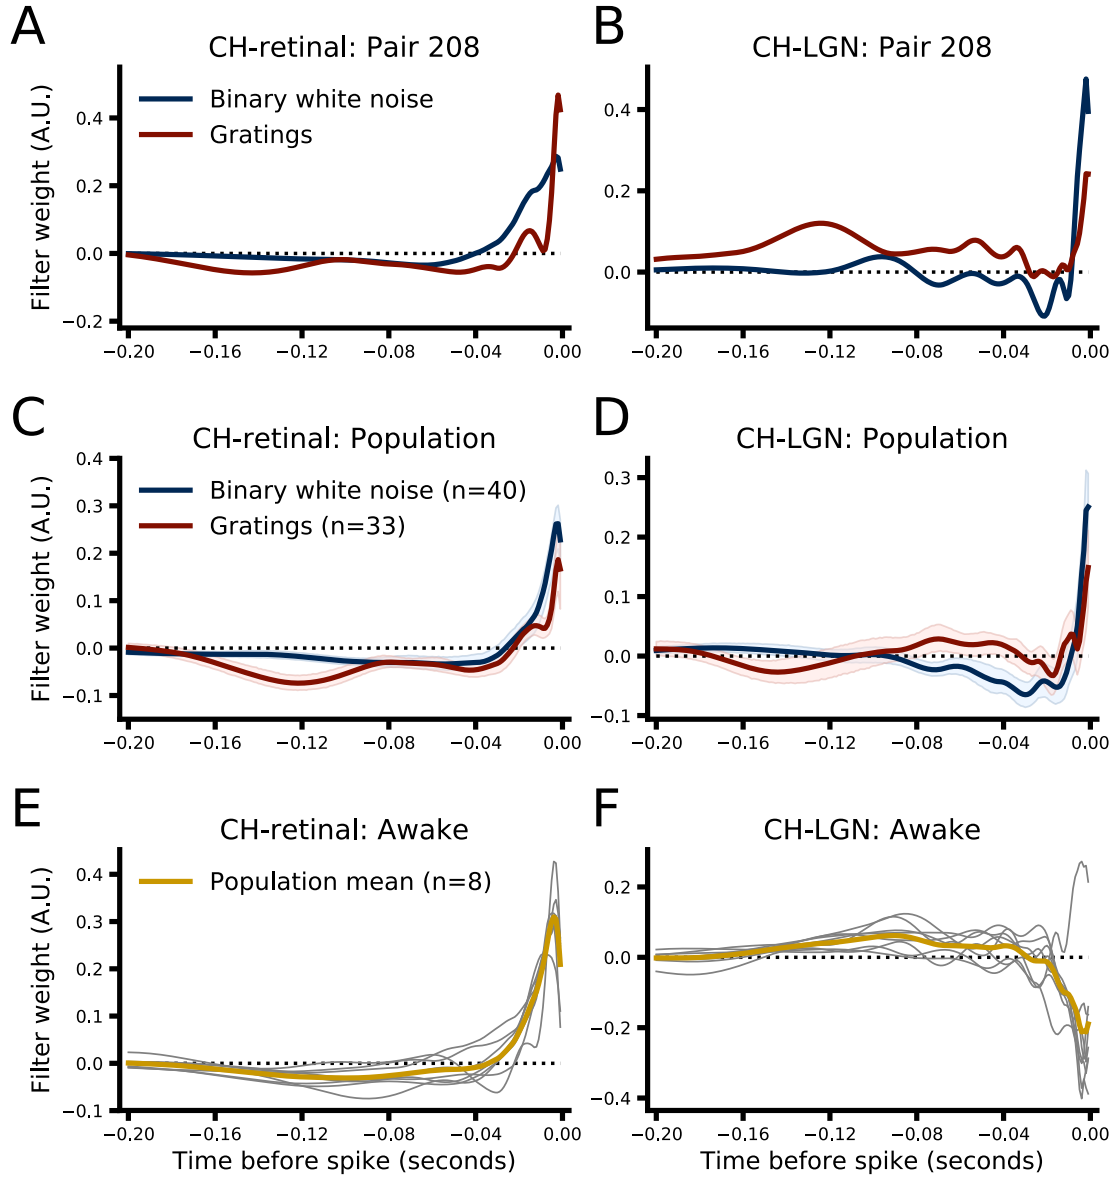 A
CH-retinal: Pair 208
Filter weight (A.U.)
0.4
0.2
0.0
−0.2
Binary white noise
Gratings
−0.20 −0.16 −0.12 −0.08 −0.04 0.00
B
CH-LGN: Pair 208
0.4
0.2
0.0
−0.20 −0.16 −0.12 −0.08 −0.04 0.00
C
CH-retinal: Population
Filter weight (A.U.)
0.4
0.3
0.2
0.1
0.0
−0.1
Binary white noise (n=40)
Gratings (n=33)
−0.20 −0.16 −0.12 −0.08 −0.04 0.00
D
CH-LGN: Population
0.3
0.2
0.1
0.0
−0.1
−0.20 −0.16 −0.12 −0.08 −0.04 0.00
E
CH-retinal: Awake
Filter weight (A.U.)
0.4
0.3
0.2
0.1
0.0
−0.1
Population mean (n=8)
−0.20 −0.16 −0.12 −0.08 −0.04 0.00
Time before spike (seconds)
F
CH-LGN: Awake
0.2
0.0
−0.2
−0.4
−0.20 −0.16 −0.12 −0.08 −0.04 0.00
Time before spike (seconds)